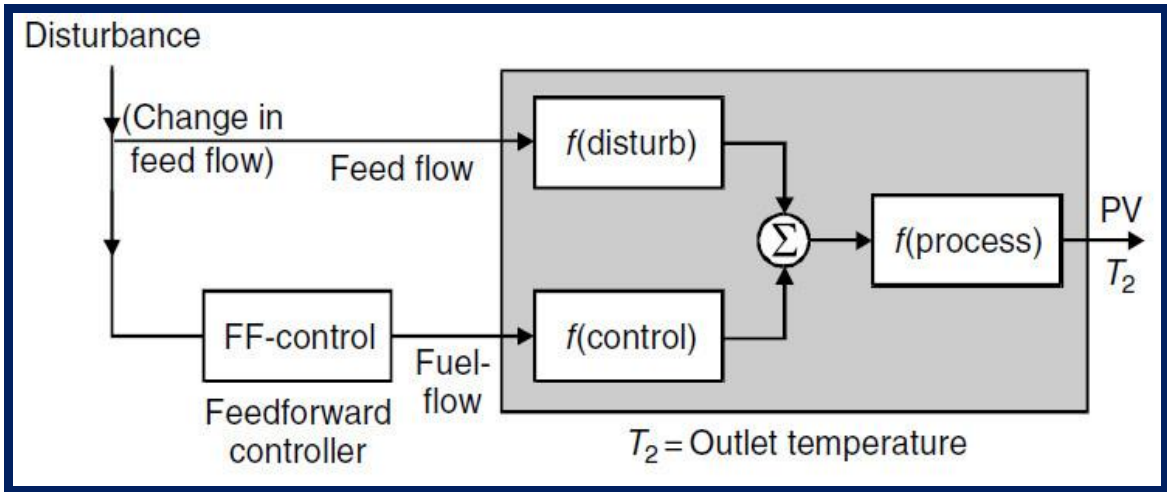 Disturbance
(Change in
feed flow)
Feed flow
f(disturb)
Σ
f(process)
PV
T₂
FF-control
Fuel-
flow
f(control)
Feedforward
controller
T₂ = Outlet temperature